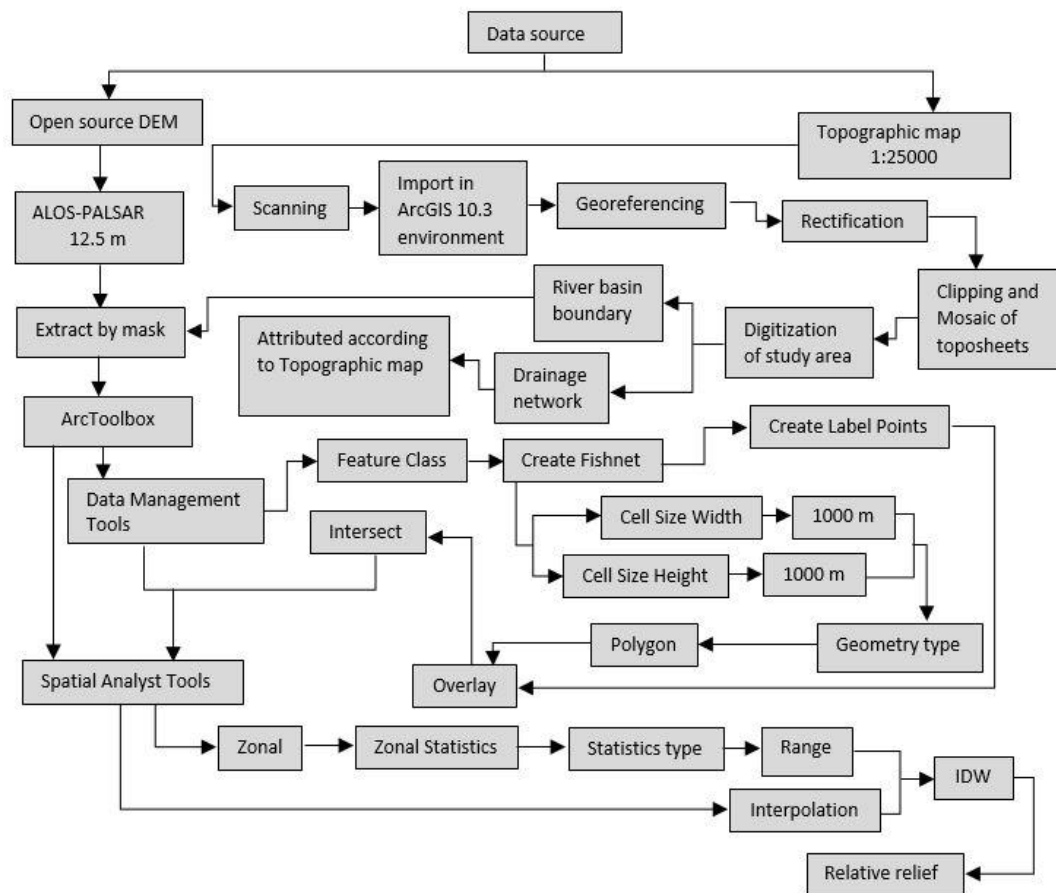 Data source
Open source DEM
Topographic map
1:25000
ALOS-PALSAR
12.5 m
Scanning
Import in
ArcGIS 10.3
environment
Georeferencing
Rectification
Extract by mask
River basin
boundary
Attributed according
to Topographic map
Drainage
network
Digitization
of study area
Clipping and
Mosaic of
toposheets
ArcToolbox
Data Management
Tools
Feature Class
Create Fishnet
Create Label Points
Intersect
Cell Size Width
1000 m
Cell Size Height
1000 m
Polygon
Geometry type
Spatial Analyst Tools
Overlay
Zonal
Zonal Statistics
Statistics type
Range
Interpolation
IDW
Relative relief